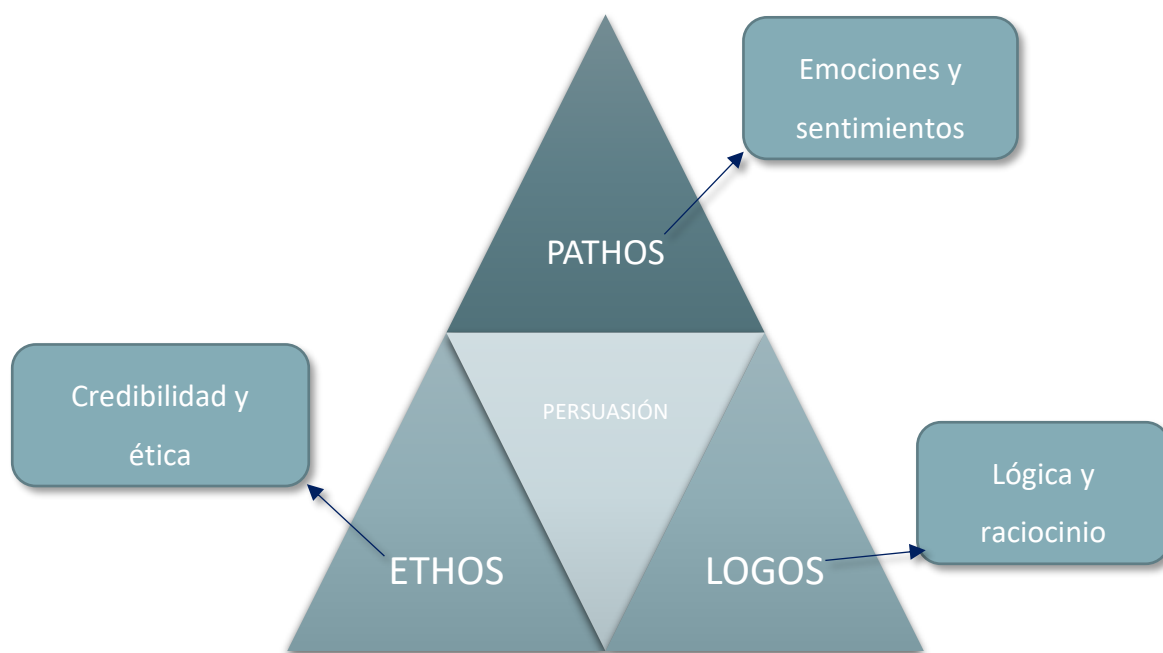 Emociones y
sentimientos
PATHOS
Credibilidad y
ética
PERSUASIÓN
Lógica y
raciocinio
ETHOS
LOGOS